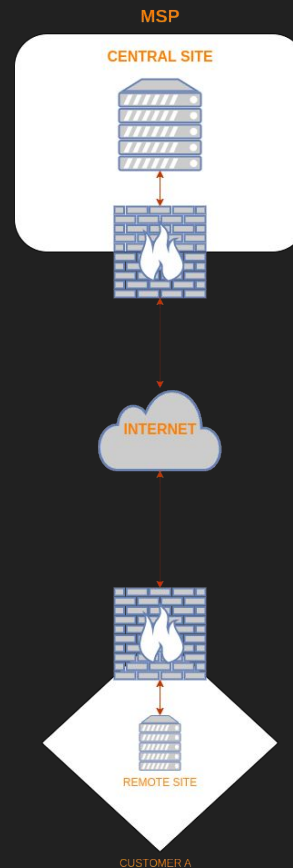 MSP
CENTRAL SITE
INTERNET
REMOTE SITE
CUSTOMER A